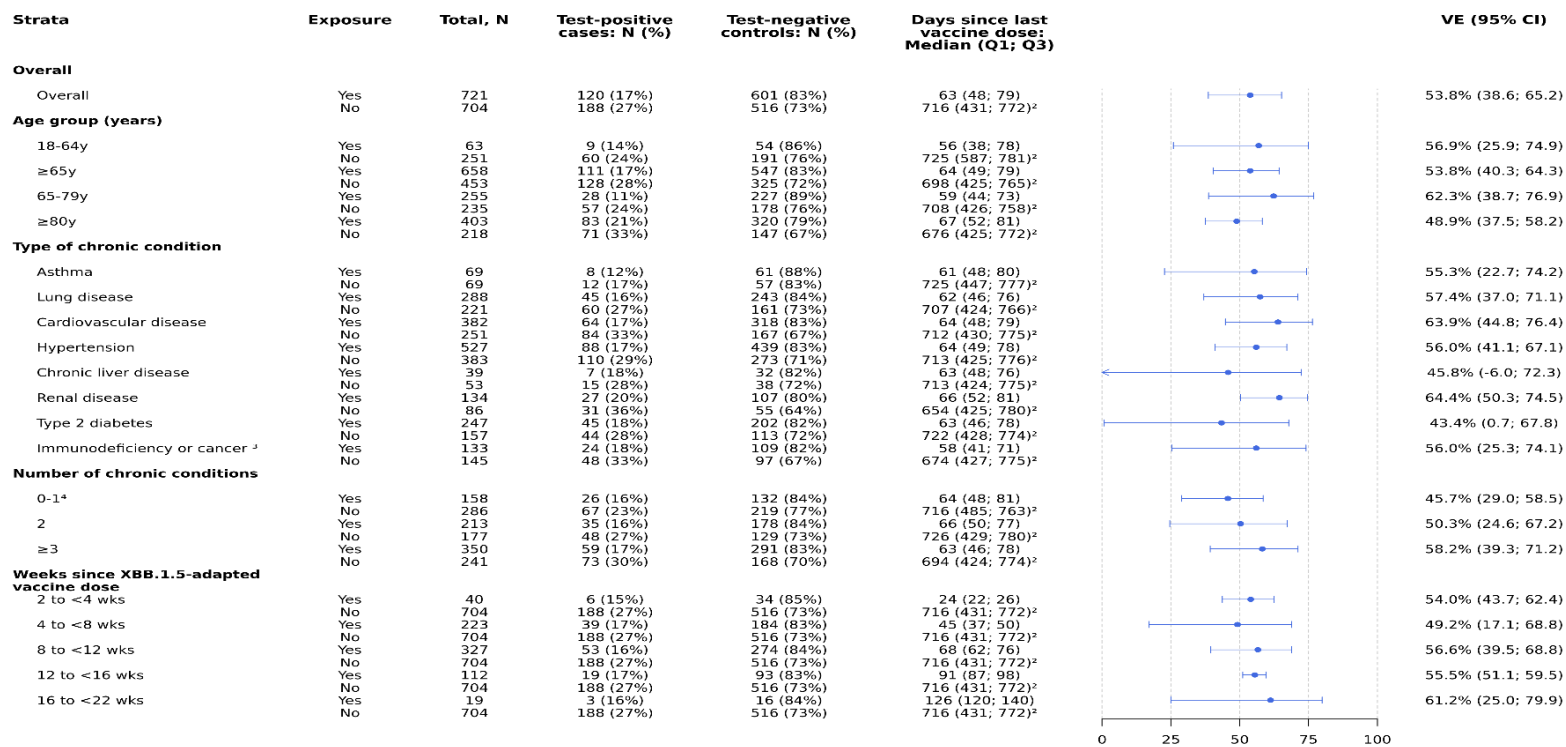 Strata Exposure Total, N Test-positive cases: N (%) Test-negative controls: N (%) Days since last vaccine dose: Median (Q1; Q3) VE (95% CI)
Overall
Overall Yes 721 120 (17%) 601 (83%) 63 (48; 79) 53.8% (38.6; 65.2)
No 704 188 (27%) 516 (73%) 716 (431; 772)²
Age group (years)
18-64y Yes 63 9 (14%) 54 (86%) 56 (38; 78) 56.9% (25.9; 74.9)
No 251 60 (24%) 191 (76%) 725 (587; 781)²
≥65y Yes 658 111 (17%) 547 (83%) 64 (49; 79) 53.8% (40.3; 64.3)
No 453 128 (28%) 325 (72%) 698 (425; 765)²
65-79y Yes 255 28 (11%) 227 (89%) 59 (44; 73) 62.3% (38.7; 76.9)
No 235 57 (24%) 178 (76%) 708 (426; 758)²
≥80y Yes 403 83 (21%) 320 (79%) 67 (52; 81) 48.9% (37.5; 58.2)
No 218 71 (33%) 147 (67%) 676 (425; 772)²
Type of chronic condition
Asthma Yes 69 8 (12%) 61 (88%) 61 (48; 80) 55.3% (22.7; 74.2)
No 69 12 (17%) 57 (83%) 725 (447; 777)²
Lung disease Yes 288 45 (16%) 243 (84%) 62 (46; 76) 57.4% (37.0; 71.1)
No 221 60 (27%) 161 (73%) 707 (424; 766)²
Cardiovascular disease Yes 382 64 (17%) 318 (83%) 64 (48; 79) 63.9% (44.8; 76.4)
No 251 84 (33%) 167 (67%) 712 (430; 775)²
Hypertension Yes 527 88 (17%) 439 (83%) 64 (49; 78) 56.0% (41.1; 67.1)
No 383 110 (29%) 273 (71%) 713 (425; 776)²
Chronic liver disease Yes 39 7 (18%) 32 (82%) 63 (48; 76) 45.8% (-6.0; 72.3)
No 53 15 (28%) 38 (72%) 713 (424; 775)²
Renal disease Yes 134 27 (20%) 107 (80%) 66 (52; 81) 64.4% (50.3; 74.5)
No 86 31 (36%) 55 (64%) 654 (425; 780)²
Type 2 diabetes Yes 247 45 (18%) 202 (82%) 63 (46; 78) 43.4% (0.7; 67.8)
No 157 44 (28%) 113 (72%) 722 (428; 774)²
Immunodeficiency or cancer ³ Yes 133 24 (18%) 109 (82%) 58 (41; 71) 56.0% (25.3; 74.1)
No 145 48 (33%) 97 (67%) 674 (427; 775)²
Number of chronic conditions
0-1⁴ Yes 158 26 (16%) 132 (84%) 64 (48; 81) 45.7% (29.0; 58.5)
No 286 67 (23%) 219 (77%) 716 (485; 763)²
2 Yes 213 35 (16%) 178 (84%) 66 (50; 77) 50.3% (24.6; 67.2)
No 177 48 (27%) 129 (73%) 726 (429; 780)²
≥3 Yes 350 59 (17%) 291 (83%) 63 (46; 78) 58.2% (39.3; 71.2)
No 241 73 (30%) 168 (70%) 694 (424; 774)²
Weeks since XBB.1.5-adapted
vaccine dose
2 to <4 wks Yes 40 6 (15%) 34 (85%) 24 (22; 26) 54.0% (43.7; 62.4)
No 704 188 (27%) 516 (73%) 716 (431; 772)²
4 to <8 wks Yes 223 39 (17%) 184 (83%) 45 (37; 50) 49.2% (17.1; 68.8)
No 704 188 (27%) 516 (73%) 716 (431; 772)²
8 to <12 wks Yes 327 53 (16%) 274 (84%) 68 (62; 76) 56.6% (39.5; 68.8)
No 704 188 (27%) 516 (73%) 716 (431; 772)²
12 to <16 wks Yes 112 19 (17%) 93 (83%) 91 (87; 98) 55.5% (51.1; 59.5)
No 704 188 (27%) 516 (73%) 716 (431; 772)²
16 to <22 wks Yes 19 3 (16%) 16 (84%) 126 (120; 140) 61.2% (25.0; 79.9)
No 704 188 (27%) 516 (73%) 716 (431; 772)²
0 25 50 75 100